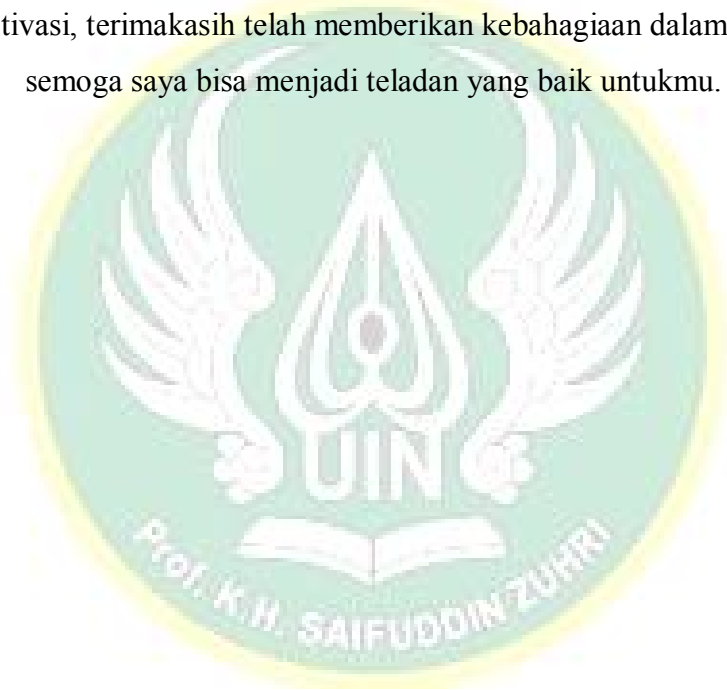 tivasi, terimakasih telah memberikan kebahagiaan dalam
semoga saya bisa menjadi teladan yang baik untukmu.
UIN
Prof. K.H. SAIFUDDIN ZUHRI